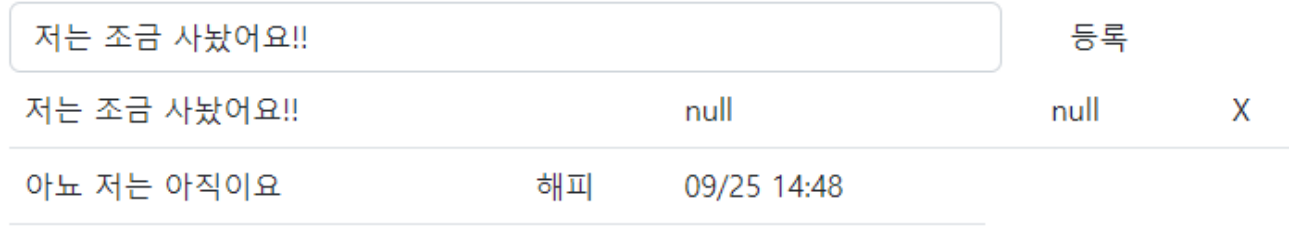 저는 조금 사놨어요!! 등록
저는 조금 사놨어요!! null null X
아뇨 저는 아직이요 해피 09/25 14:48